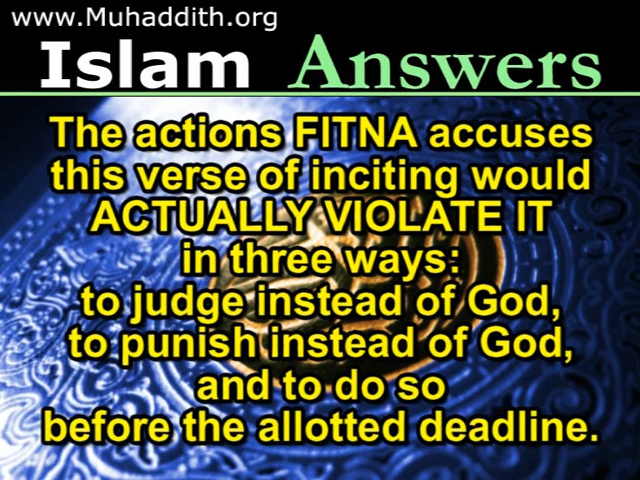 www.Muhaddith.org
Islam Answers
The actions FITNA accuses
this verse of inciting would
ACTUALLY VIOLATE IT
in three ways:
to judge instead of God,
to punish instead of God,
and to do so
before the allotted deadline.